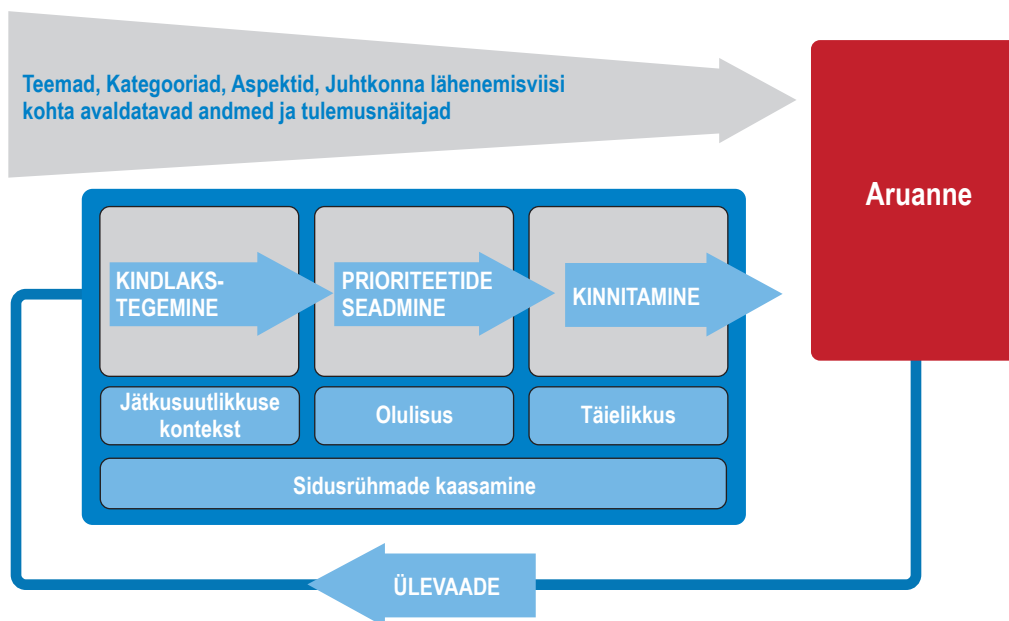 Teemad, Kategooriad, Aspektid, Juhtkonna lähenemisviisi
kohta avaldatavad andmed ja tulemusnäitajad
Aruanne
KINDLAKS-
TEGEMINE
PRIORITEETIDE
SEADMINE
KINNITAMINE
Jätkusuutlikkuse
kontekst
Olulisus
Täielikkus
Sidusrühmade kaasamine
ÜLEVAADE